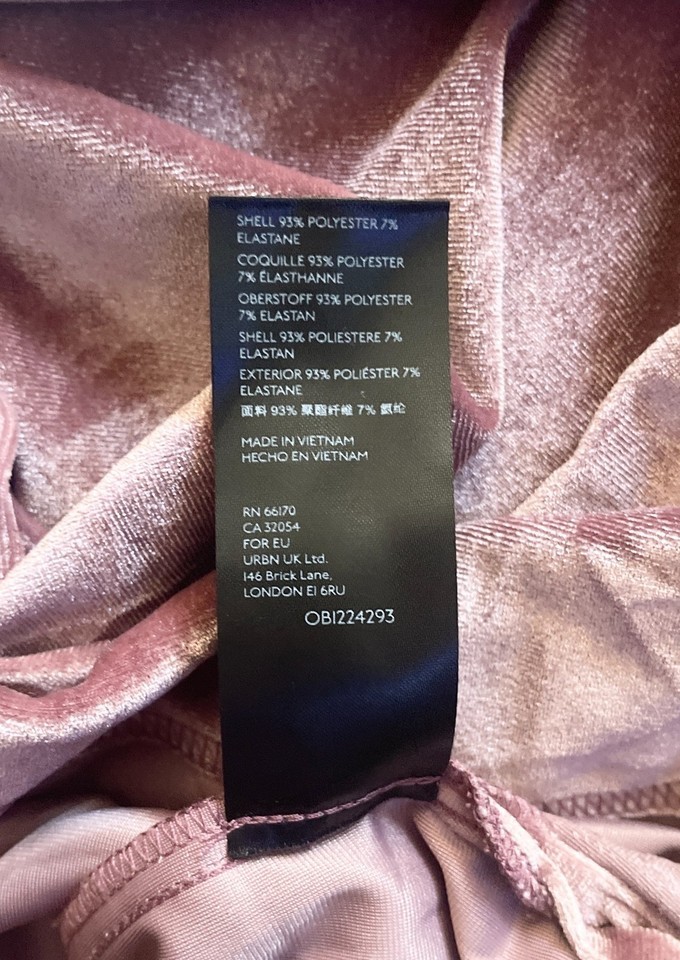 SHELL 93% POLYESTER 7%
ELASTANE
COQUILLE 93% POLYESTER
7% ÉLASTHANNE
OBERSTOFF 93% POLYESTER
7% ELASTAN
SHELL 93% POLIESTERE 7%
ELASTAN
EXTERIOR 93% POLIÉSTER 7%
ELASTANE
面料 93% 聚酯纤维 7% 氨纶
MADE IN VIETNAM
HECHO EN VIETNAM
RN 66170
CA 32054
FOR EU
URBN UK Ltd.
146 Brick Lane,
LONDON E1 6RU
OB1224293